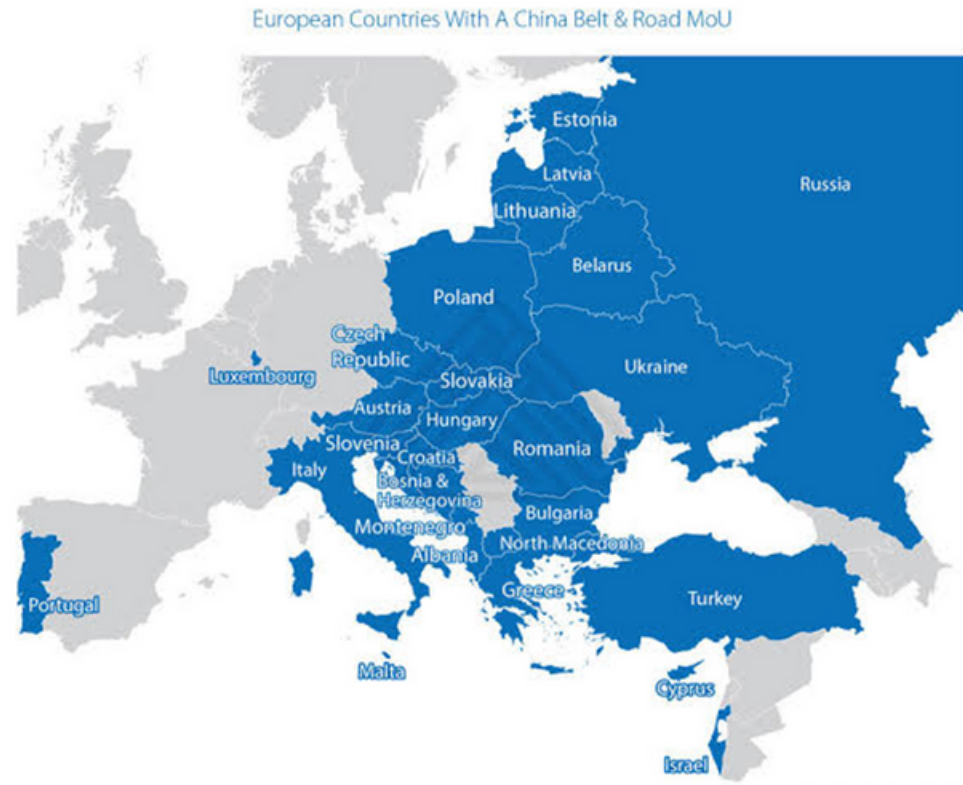 European Countries With A China Belt & Road MoU
Estonia
Russia
Latvia
Lithuania
Belarus
Poland
Czech
Republic
Ukraine
Luxembourg
Slovakia
Austria
Hungary
Slovenia
Romania
Croatia
Italy
Bosnia &
Herzegovina
Bulgaria
Montenegro
North Macedonia
Albania
Greece
Turkey
Portugal
Malta
Cyprus
Israel